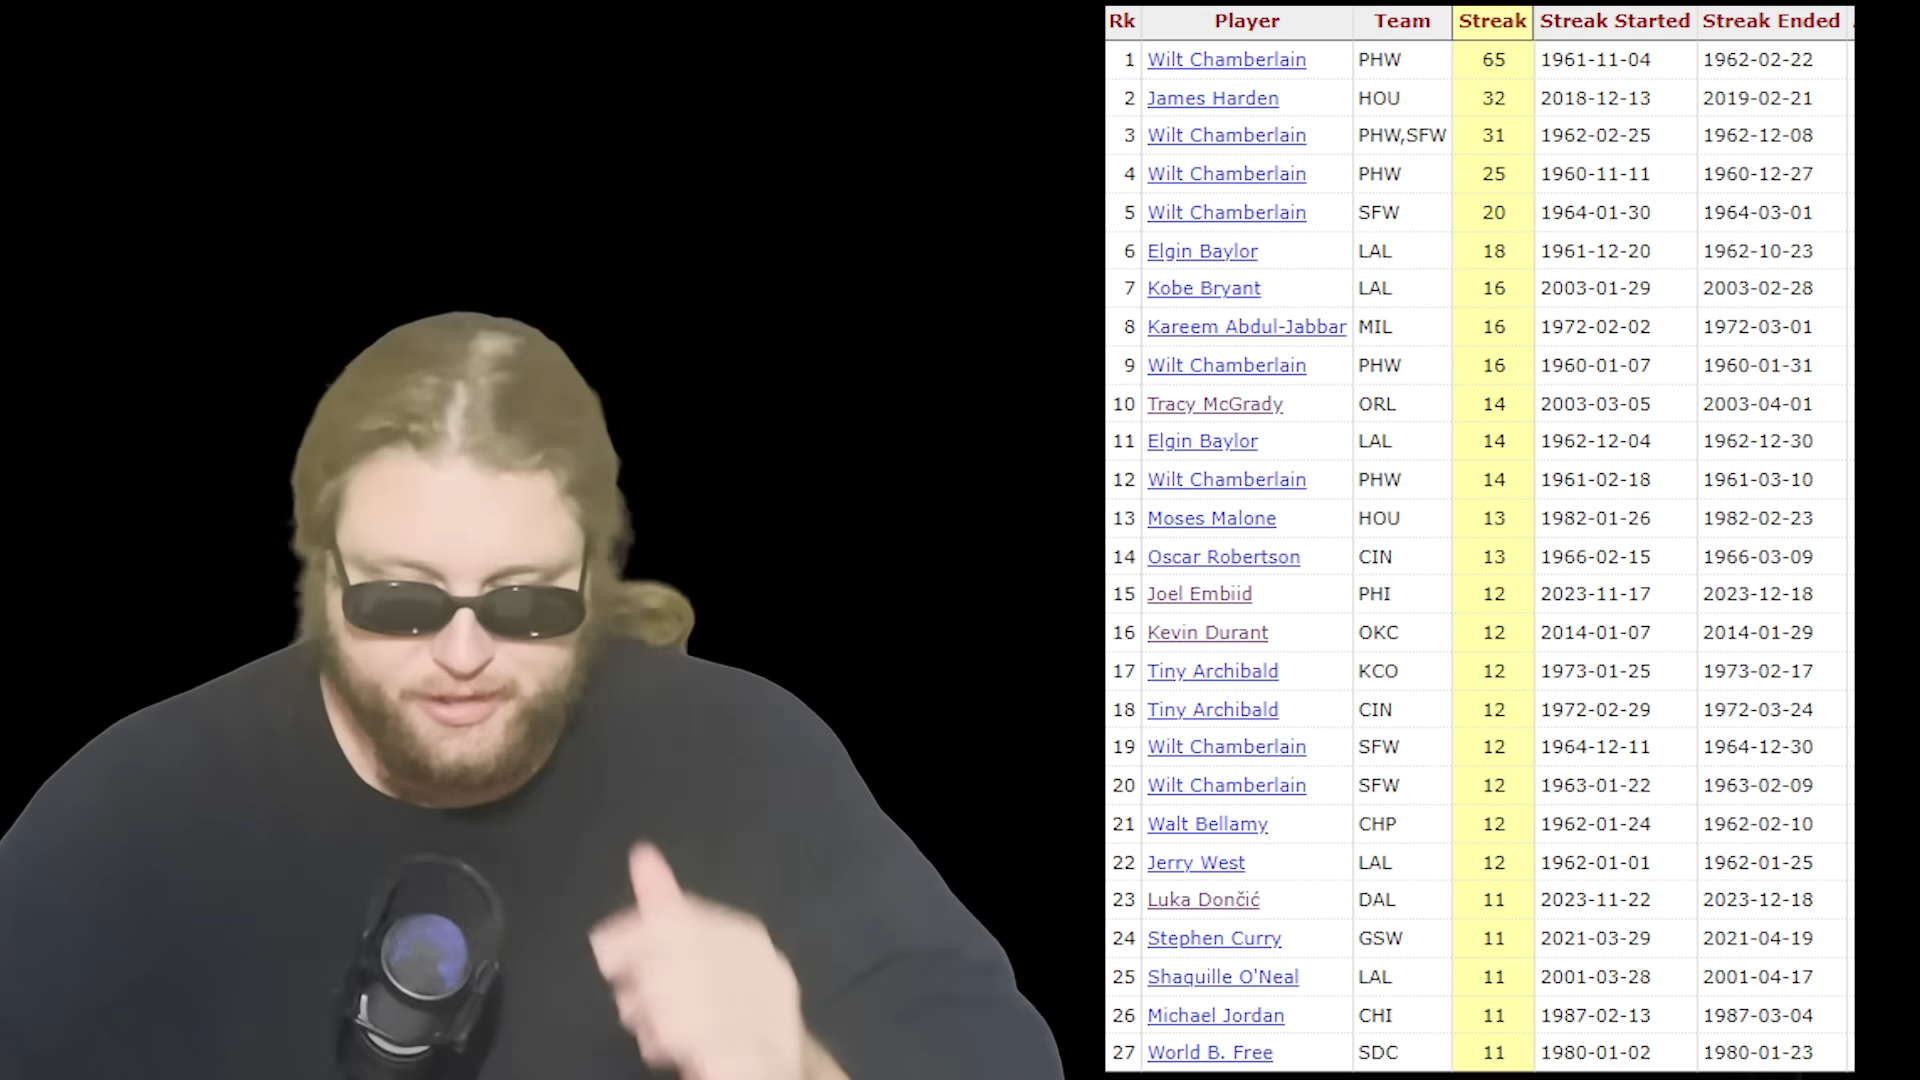 Rk Player Team Streak Streak Started Streak Ended
1 Wilt Chamberlain PHW 65 1961-11-04 1962-02-22
2 James Harden HOU 32 2018-12-13 2019-02-21
3 Wilt Chamberlain PHW,SFW 31 1962-02-25 1962-12-08
4 Wilt Chamberlain PHW 25 1960-11-11 1960-12-27
5 Wilt Chamberlain SFW 20 1964-01-30 1964-03-01
6 Elgin Baylor LAL 18 1961-12-20 1962-10-23
7 Kobe Bryant LAL 16 2003-01-29 2003-02-28
8 Kareem Abdul-Jabbar MIL 16 1972-02-02 1972-03-01
9 Wilt Chamberlain PHW 16 1960-01-07 1960-01-31
10 Tracy McGrady ORL 14 2003-03-05 2003-04-01
11 Elgin Baylor LAL 14 1962-12-04 1962-12-30
12 Wilt Chamberlain PHW 14 1961-02-18 1961-03-10
13 Moses Malone HOU 13 1982-01-26 1982-02-23
14 Oscar Robertson CIN 13 1966-02-15 1966-03-09
15 Joel Embiid PHI 12 2023-11-17 2023-12-18
16 Kevin Durant OKC 12 2014-01-07 2014-01-29
17 Tiny Archibald KCO 12 1973-01-25 1973-02-17
18 Tiny Archibald CIN 12 1972-02-29 1972-03-24
19 Wilt Chamberlain SFW 12 1964-12-11 1964-12-30
20 Wilt Chamberlain SFW 12 1963-01-22 1963-02-09
21 Walt Bellamy CHP 12 1962-01-24 1962-02-10
22 Jerry West LAL 12 1962-01-01 1962-01-25
23 Luka Dončić DAL 11 2023-11-22 2023-12-18
24 Stephen Curry GSW 11 2021-03-29 2021-04-19
25 Shaquille O'Neal LAL 11 2001-03-28 2001-04-17
26 Michael Jordan CHI 11 1987-02-13 1987-03-04
27 World B. Free SDC 11 1980-01-02 1980-01-23